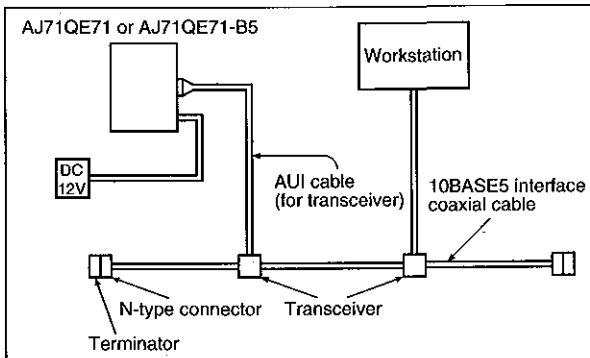 AJ71QE71 or AJ71QE71-B5
Workstation
DC
12V
AUI cable
(for transceiver)
10BASE5 interface
coaxial cable
N-type connector
Transceiver
Terminator